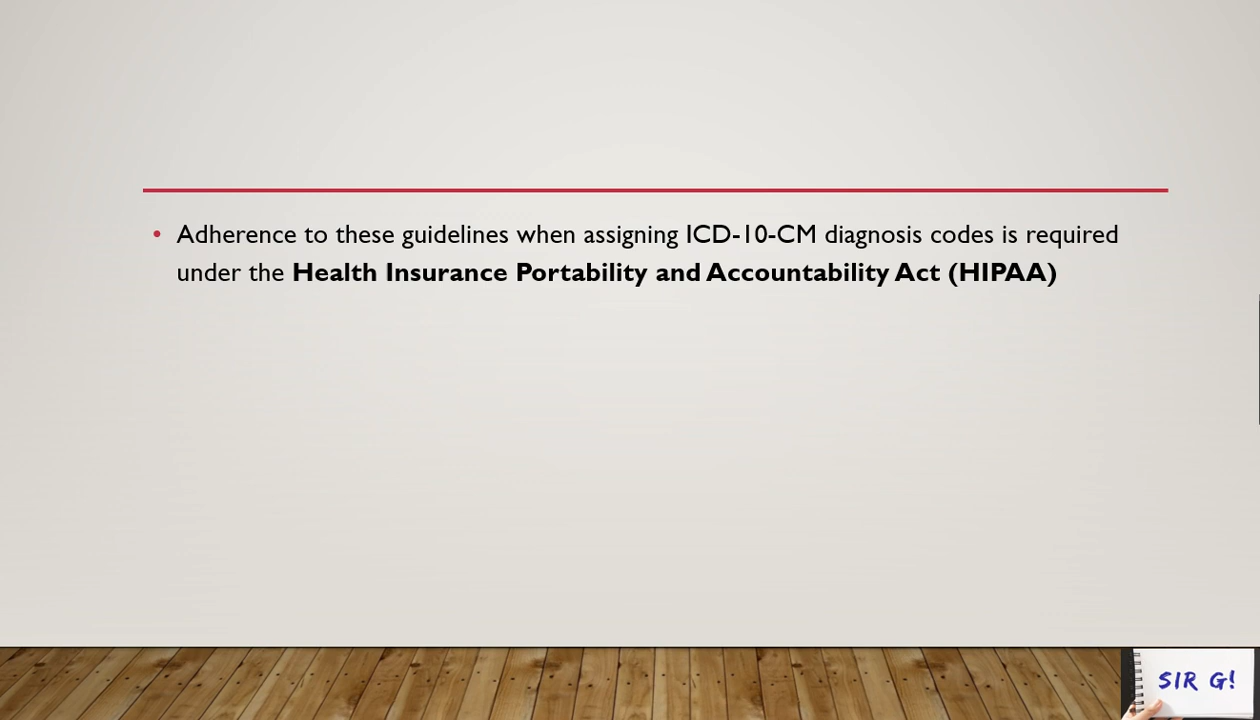 • Adherence to these guidelines when assigning ICD-10-CM diagnosis codes is required
under the Health Insurance Portability and Accountability Act (HIPAA)
SIR G!